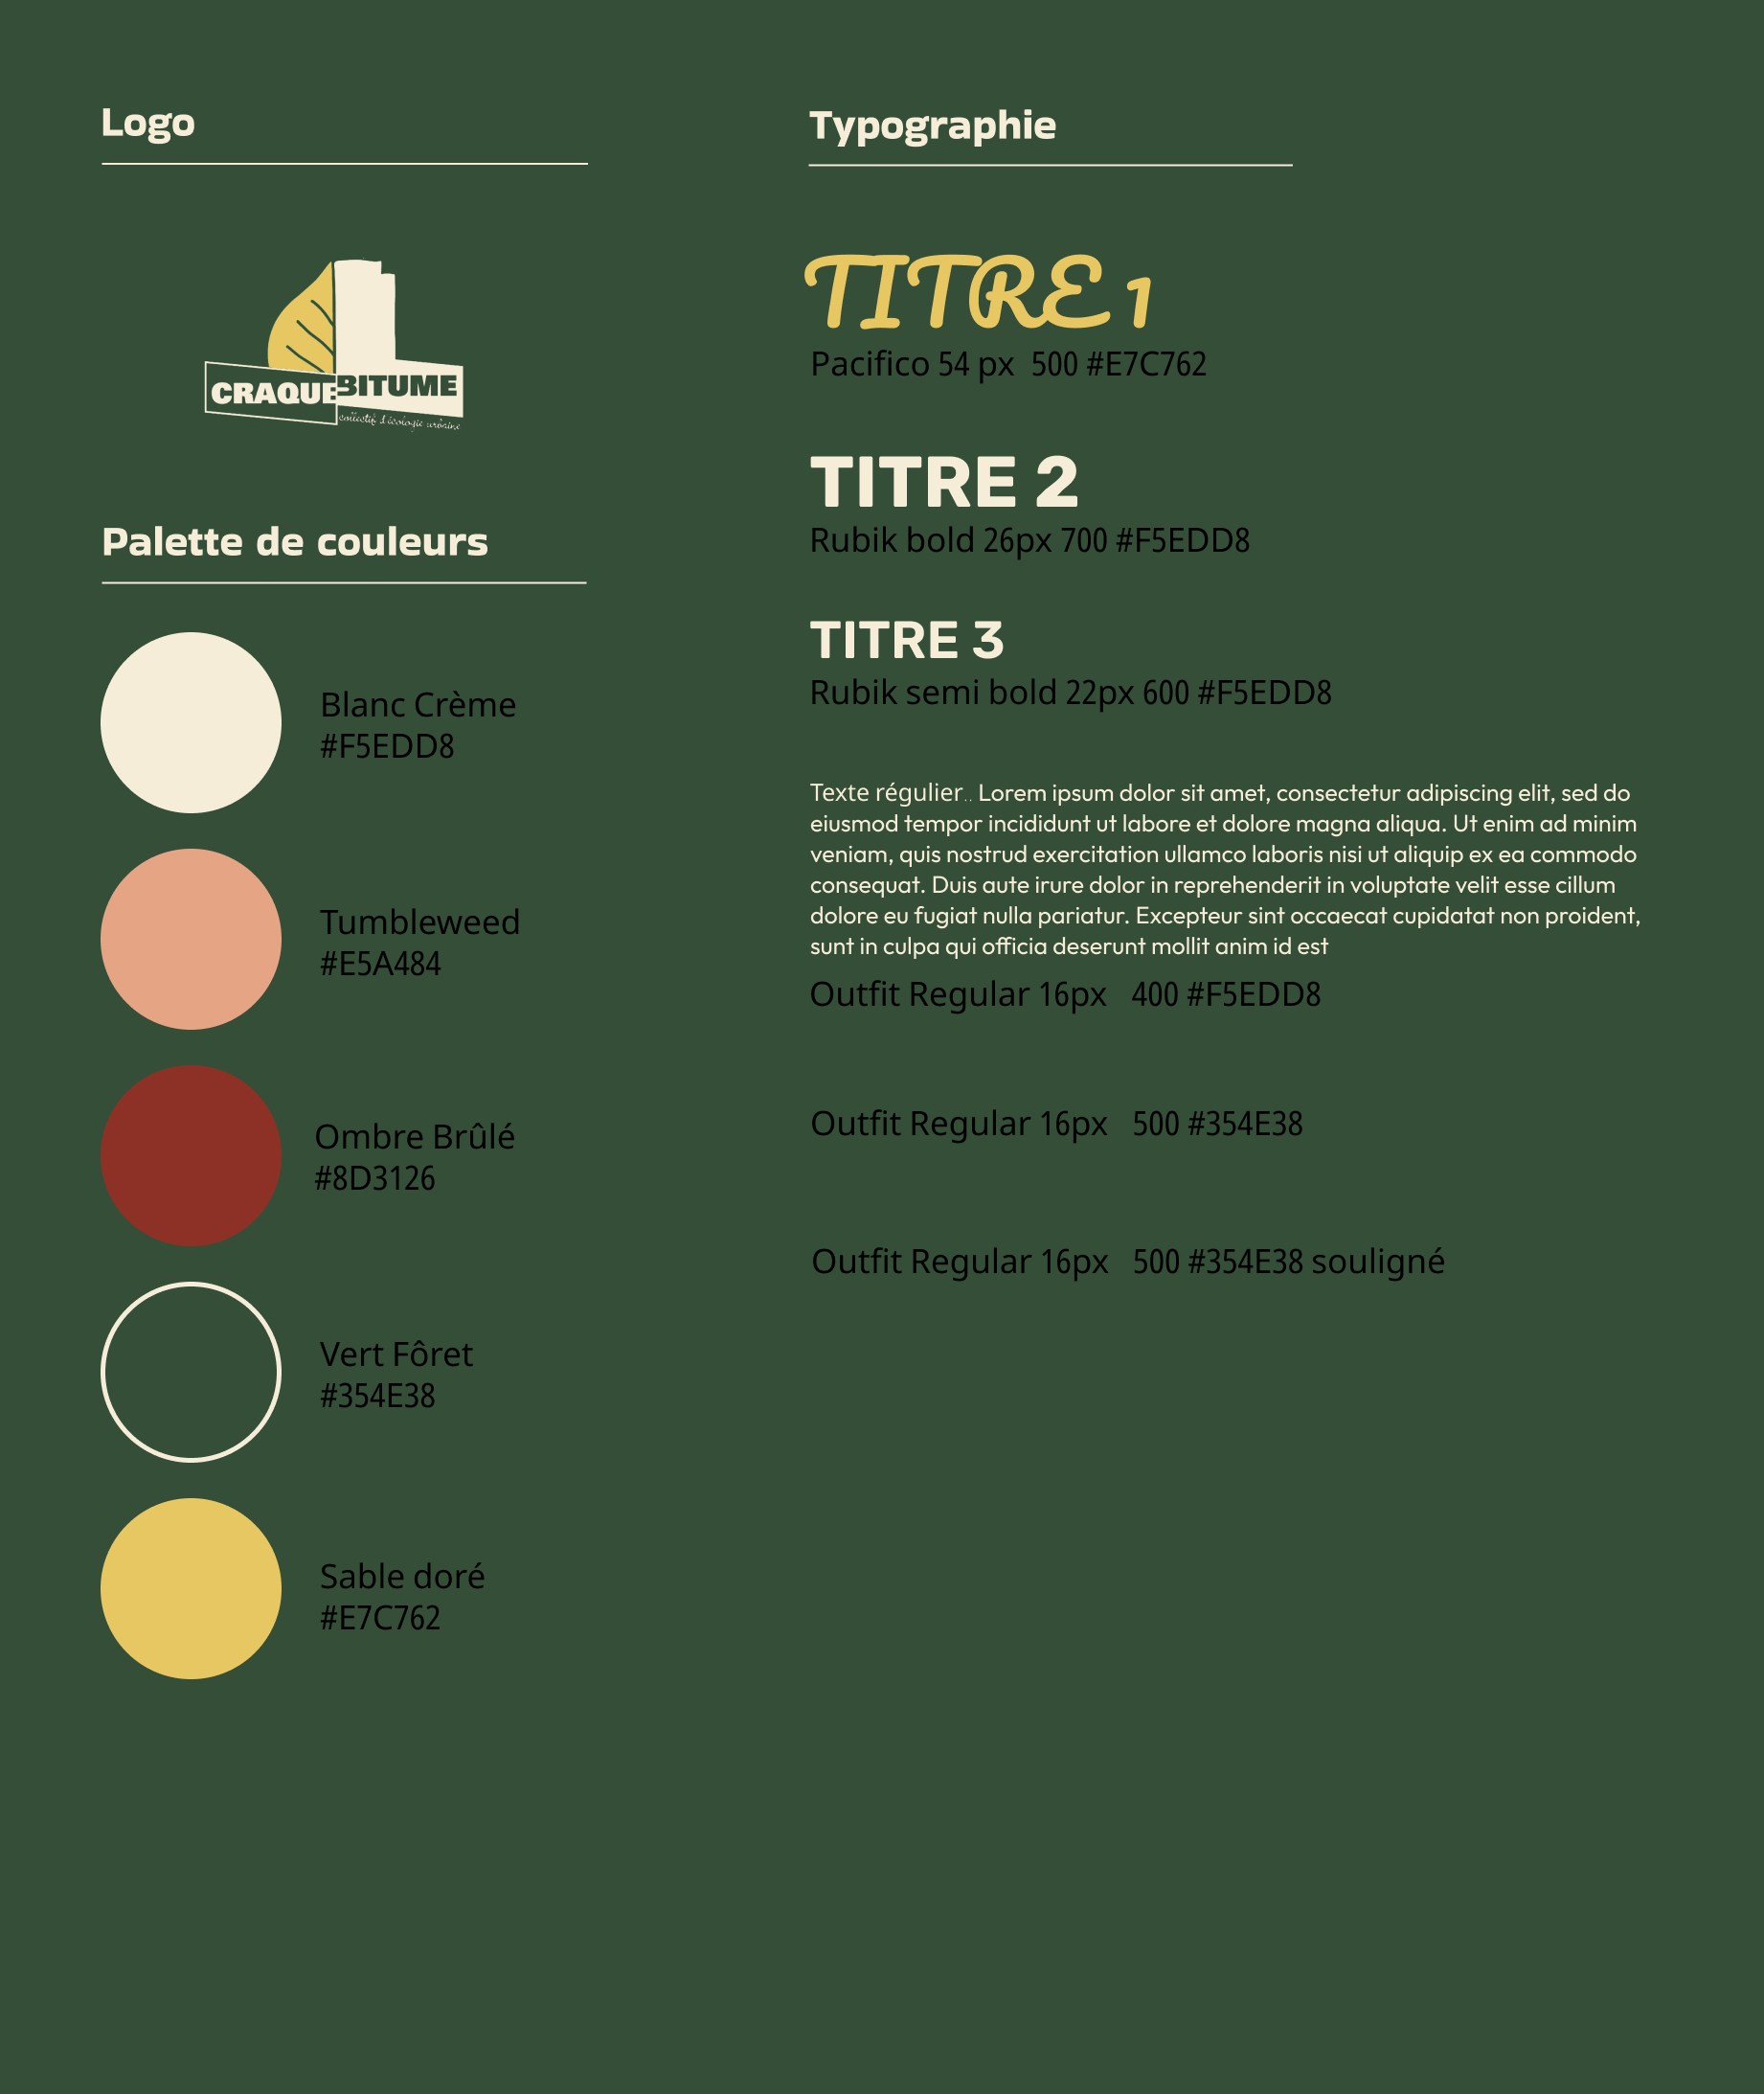 Logo
CRAQUE BITUME
collectif d'écologie urbaine
Palette de couleurs
Blanc Crème
#F5EDD8
Tumbleweed
#E5A484
Ombre Brûlé
#8D3126
Vert Fôret
#354E38
Sable doré
#E7C762
Typographie
TITRE 1
Pacifico 54 px 500 #E7C762
TITRE 2
Rubik bold 26px 700 #F5EDD8
TITRE 3
Rubik semi bold 22px 600 #F5EDD8
Texte régulier.. Lorem ipsum dolor sit amet, consectetur adipiscing elit, sed do
eiusmod tempor incididunt ut labore et dolore magna aliqua. Ut enim ad minim
veniam, quis nostrud exercitation ullamco laboris nisi ut aliquip ex ea commodo
consequat. Duis aute irure dolor in reprehenderit in voluptate velit esse cillum
dolore eu fugiat nulla pariatur. Excepteur sint occaecat cupidatat non proident,
sunt in culpa qui officia deserunt mollit anim id est
Outfit Regular 16px 400 #F5EDD8
Outfit Regular 16px 500 #354E38
Outfit Regular 16px 500 #354E38 souligné